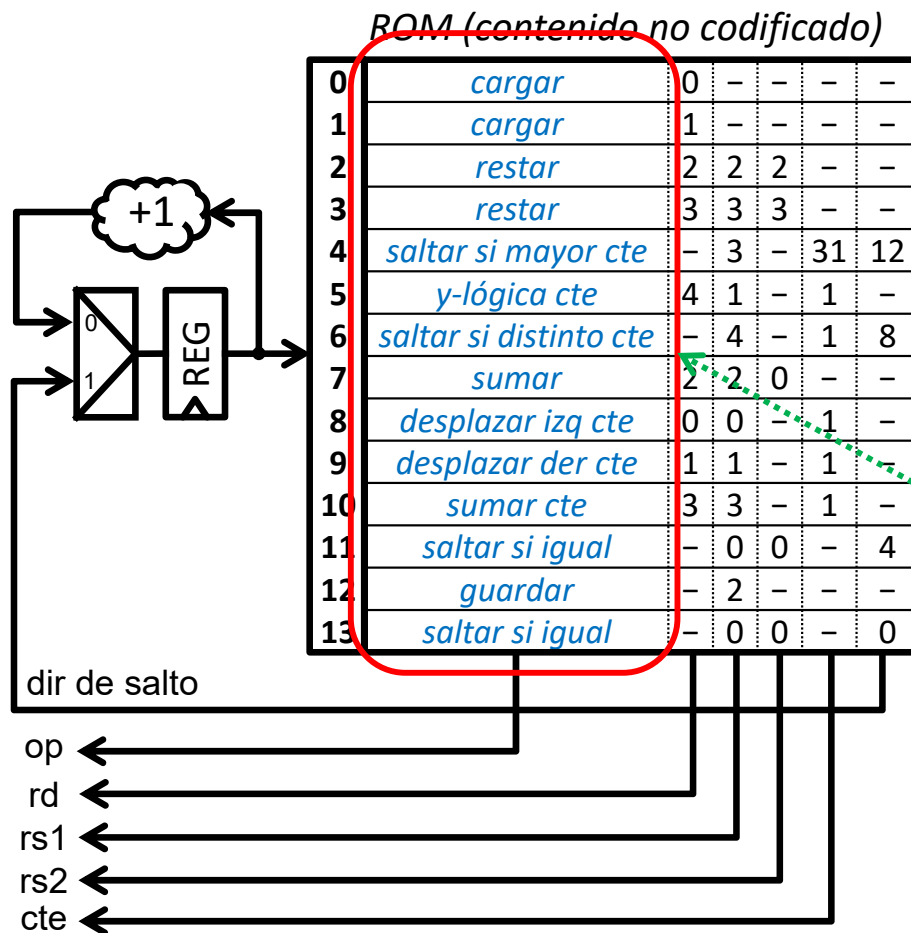 ROM (contenido no codificado)
0 cargar 0 – – – –
1 cargar 1 – – – –
2 restar 2 2 2 – –
3 restar 3 3 3 – –
4 saltar si mayor cte – 3 – 31 12
5 y-lógica cte 4 1 – 1 –
6 saltar si distinto cte – 4 – 1 8
7 sumar 2 2 0 – –
8 desplazar izq cte 0 0 – 1 –
9 desplazar der cte 1 1 – 1 –
10 sumar cte 3 3 – 1 –
11 saltar si igual – 0 0 – 4
12 guardar – 2 – – –
13 saltar si igual – 0 0 – 0
+1
0
1
REG
dir de salto
op
rd
rs1
rs2
cte